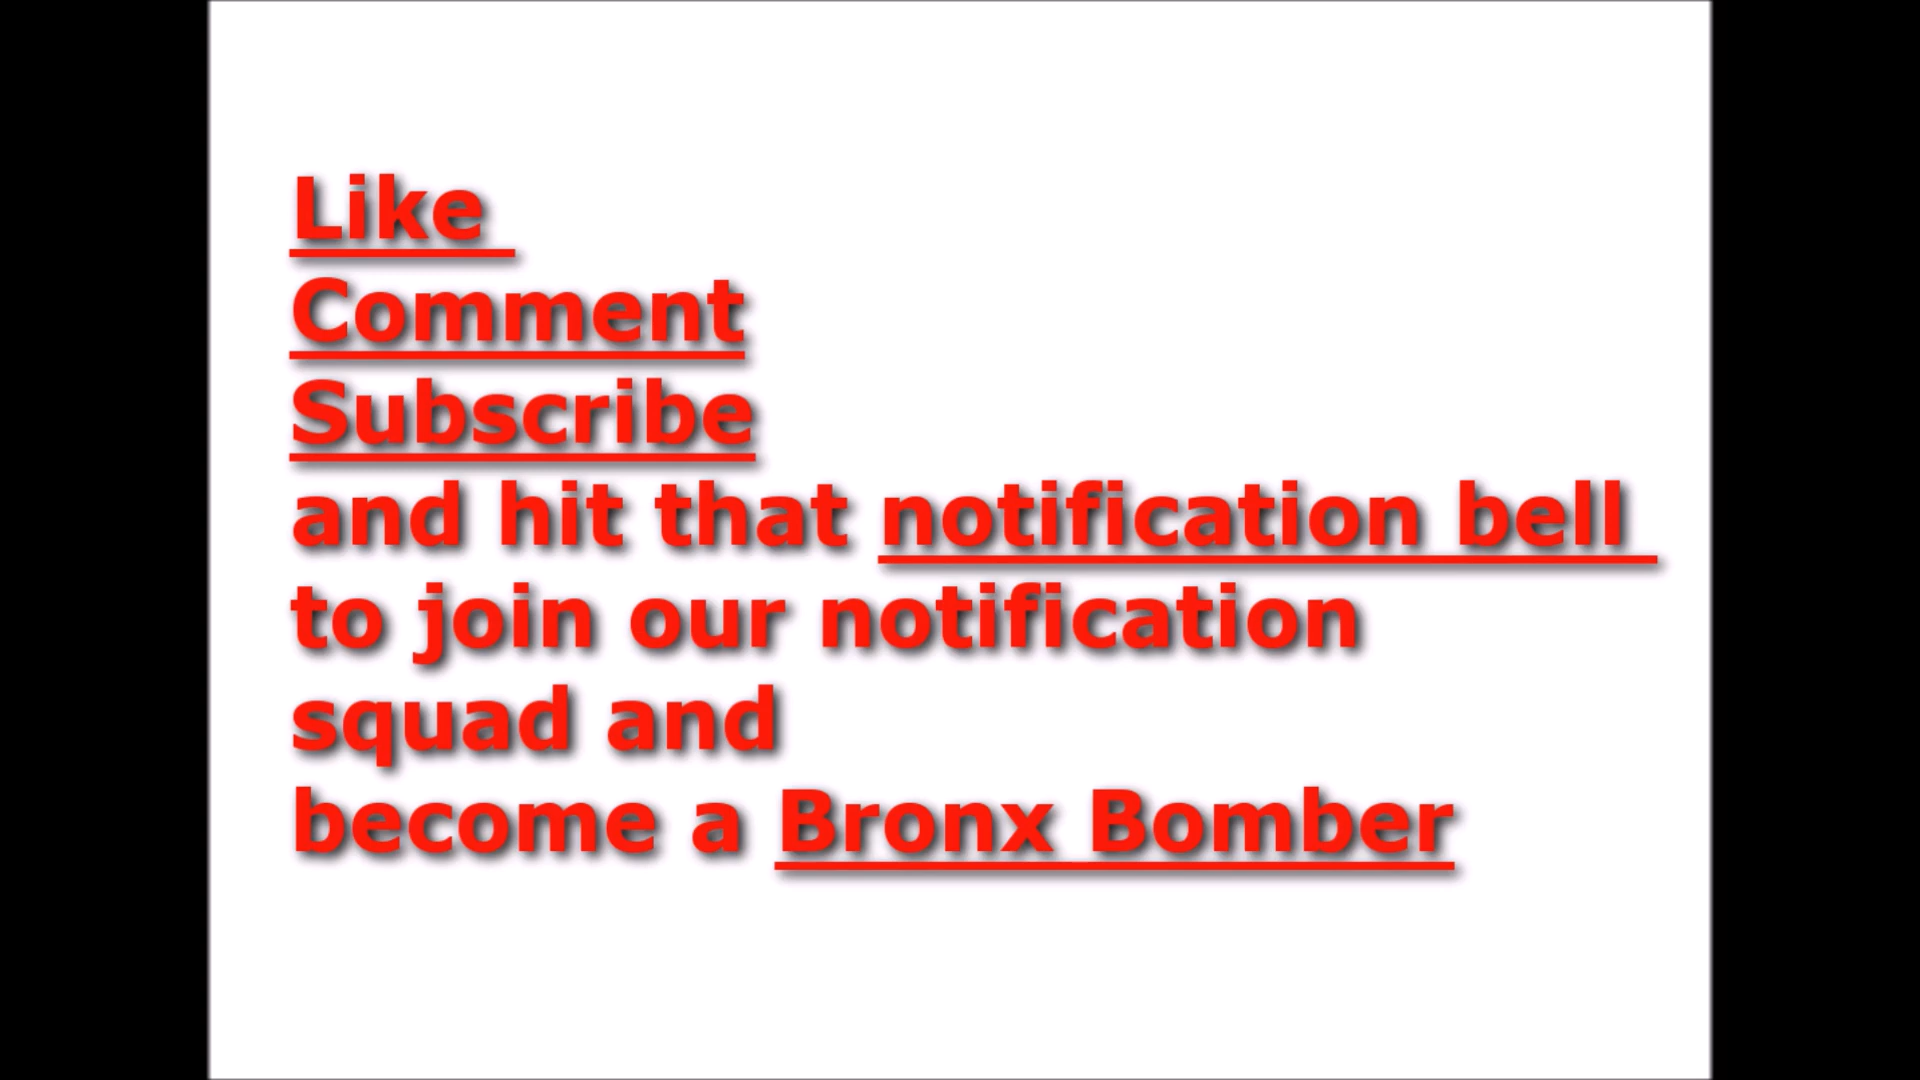 Like
Comment
Subscribe
and hit that notification bell
to join our notification
squad and
become a Bronx Bomber